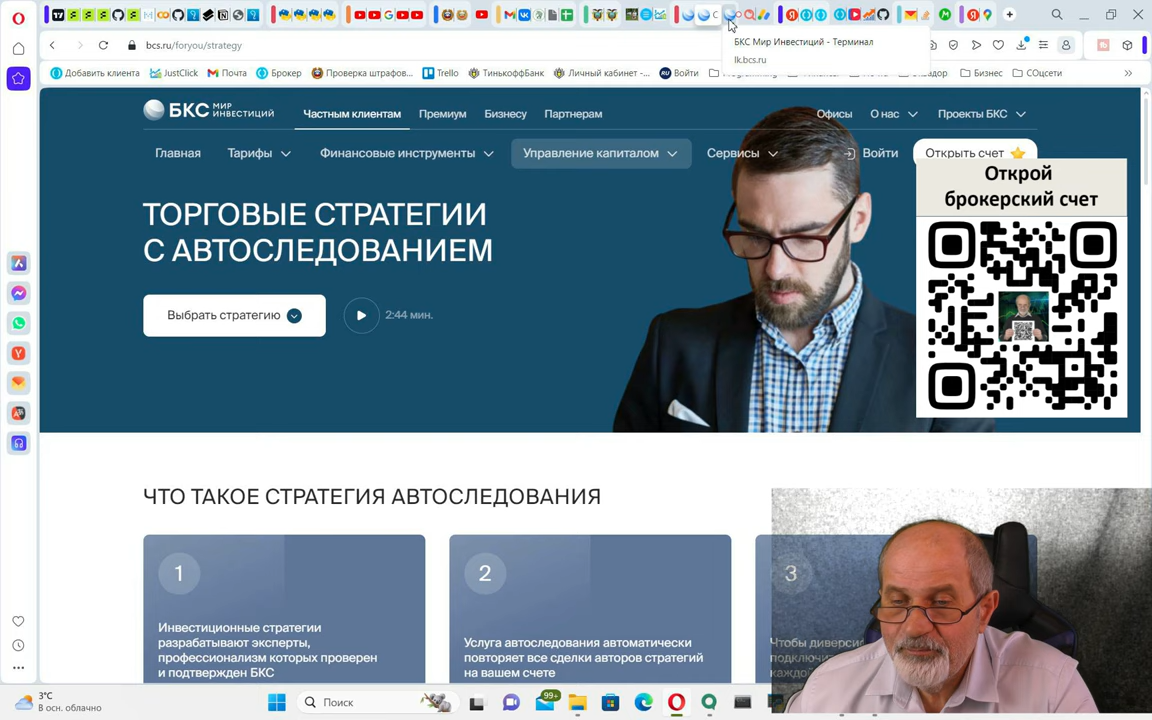 bcs.ru/foryou/strategy
БКС Мир Инвестиций - Терминал
lk.bcs.ru
Добавить клиента
JustClick
Почта
Брокер
Проверка штрафов...
Trello
ТинькоффБанк
Личный кабинет -...
Войти
Бизнес
СОцсети
БКС МИР ИНВЕСТИЦИЙ
Частным клиентам
Премиум
Бизнесу
Партнерам
Офисы
О нас
Проекты БКС
Главная
Тарифы
Финансовые инструменты
Управление капиталом
Сервисы
Войти
Открыть счет
Открой
брокерский счет
ТОРГОВЫЕ СТРАТЕГИИ
С АВТОСЛЕДОВАНИЕМ
Выбрать стратегию
2:44 мин.
ЧТО ТАКОЕ СТРАТЕГИЯ АВТОСЛЕДОВАНИЯ
1
Инвестиционные стратегии
разрабатывают эксперты,
профессионализм которых проверен
и подтвержден БКС
2
Услуга автоследования автоматически
повторяет все сделки авторов стратегий
на вашем счете
3
Чтобы
3°C
В осн. облачно
Поиск
99+